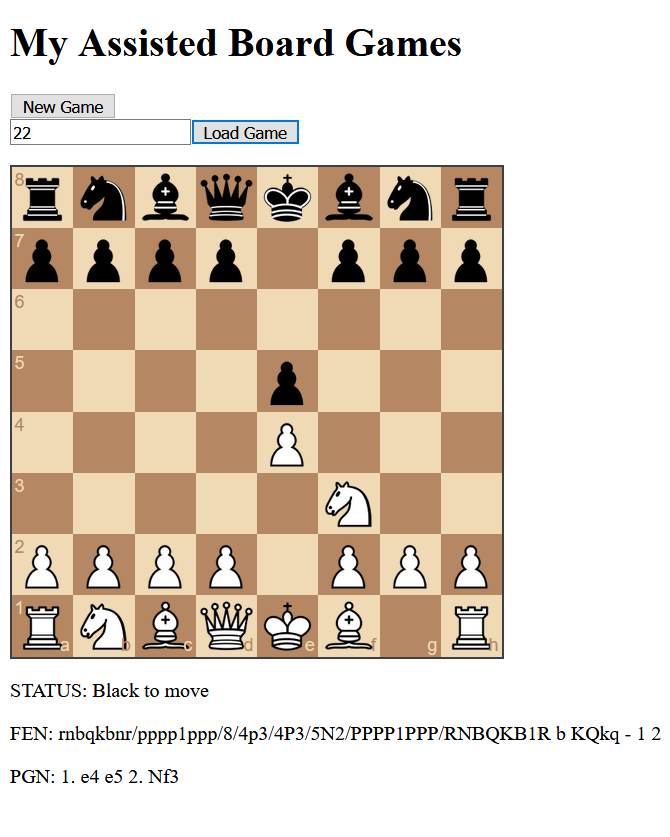 My Assisted Board Games
New Game
22 Load Game
8
7
6
5
4
3
2
1
a b c d e f g h
STATUS: Black to move
FEN: rnbqkbnr/pppp1ppp/8/4p3/4P3/5N2/PPPP1PPP/RNBQKB1R b KQkq - 1 2
PGN: 1. e4 e5 2. Nf3